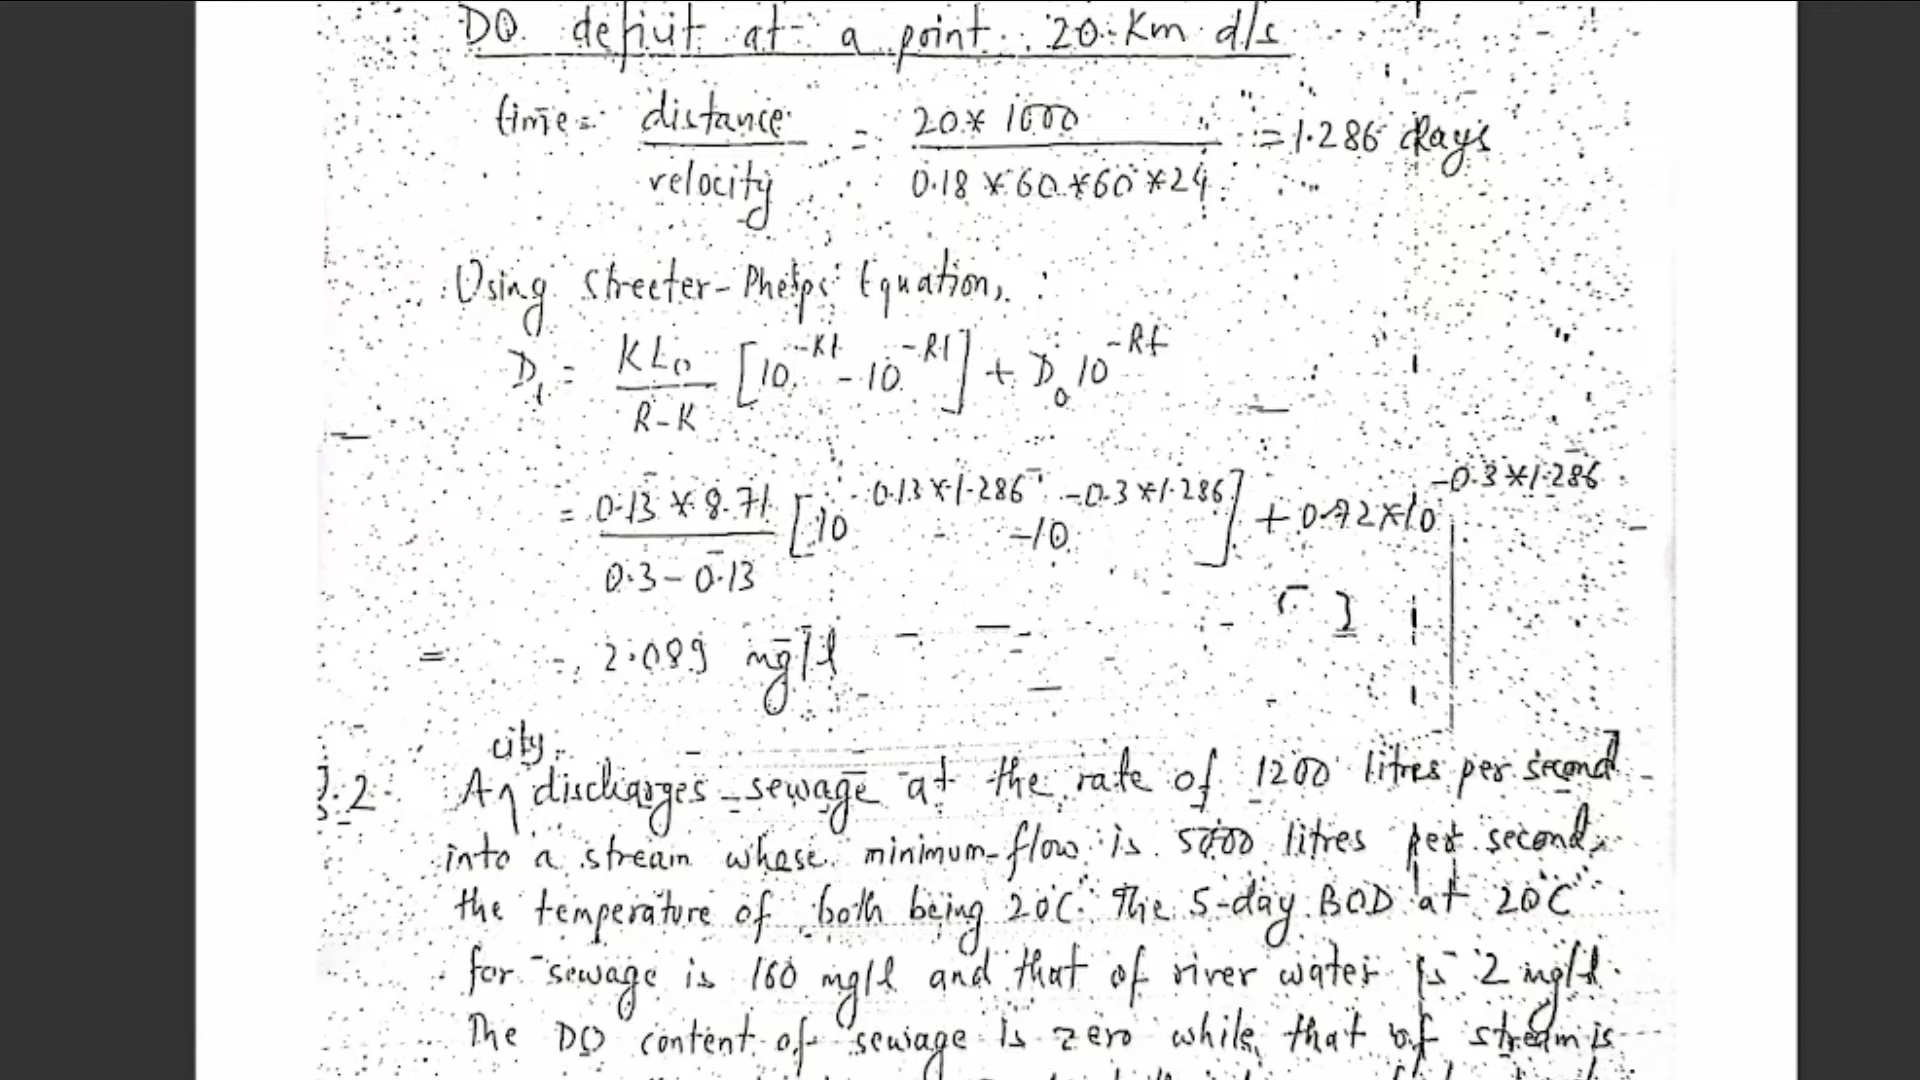 DO deficit at a point 20 Km d/s
time = distance / velocity = 20 * 1000 / 0.18 * 60 * 60 * 24 = 1.286 days
Using Streeter-Phelps Equation,
D_t = K L_0 / R-K [10^-Kt - 10^-Rt] + D_0 10^-Rt
= 0.13 * 8.71 / 0.3 - 0.13 [10^-0.13*1.286 - 10^-0.3*1.286] + × 10^-0.3*1.286
= 2.089 mg/l
.2 A city discharges sewage at the rate of 1200 litres per second
into a stream whose minimum flow is 5000 litres per second,
the temperature of both being 20°C. The 5-day BOD at 20°C
for sewage is 160 mg/l and that of river water is 2 mg/l.
The DO content of sewage is zero while that of stream is